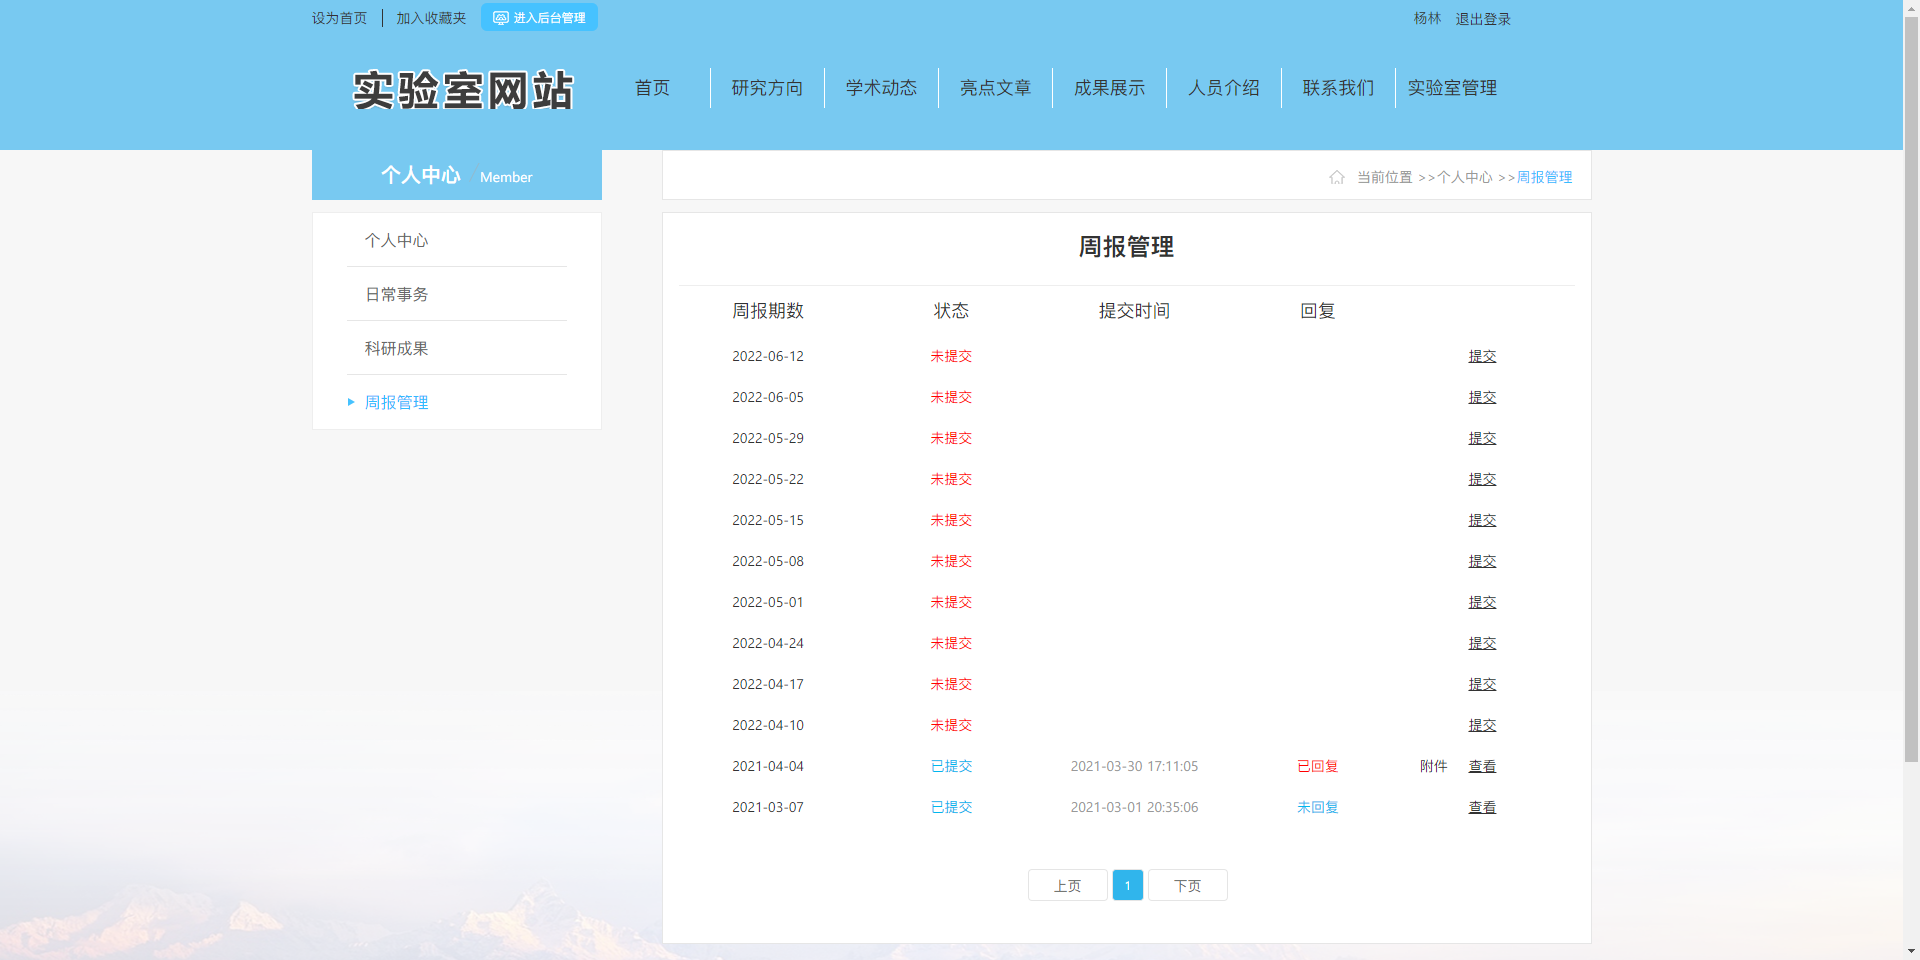 设为首页 加入收藏夹 进入后台管理 杨林 退出登录
实验室网站 首页 研究方向 学术动态 亮点文章 成果展示 人员介绍 联系我们 实验室管理
个人中心 Member
当前位置 >>个人中心 >>周报管理
个人中心
日常事务
科研成果
周报管理
周报管理
周报期数 状态 提交时间 回复
2022-06-12 未提交 提交
2022-06-05 未提交 提交
2022-05-29 未提交 提交
2022-05-22 未提交 提交
2022-05-15 未提交 提交
2022-05-08 未提交 提交
2022-05-01 未提交 提交
2022-04-24 未提交 提交
2022-04-17 未提交 提交
2022-04-10 未提交 提交
2021-04-04 已提交 2021-03-30 17:11:05 已回复 附件 查看
2021-03-07 已提交 2021-03-01 20:35:06 未回复 查看
上页 1 下页